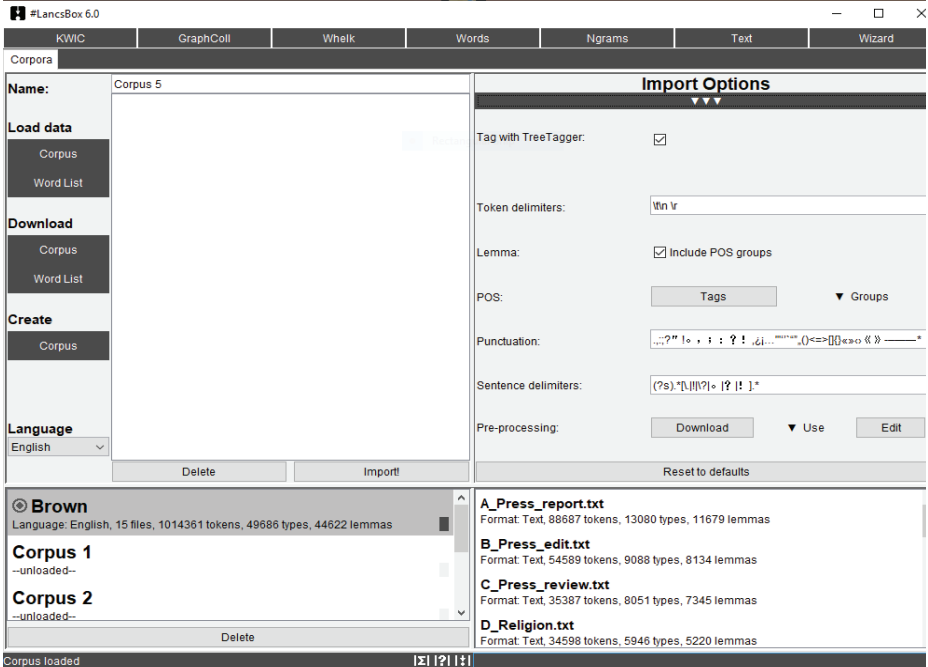 #LancsBox 6.0
KWIC GraphColl Whelk Words Ngrams Text Wizard
Corpora
Name: Corpus 5
Load data
Corpus
Word List
Download
Corpus
Word List
Create
Corpus
Language
English
Delete Import!
Import Options
▼▼▼
Tag with TreeTagger:
Token delimiters:
Lemma: Include POS groups
POS: Tags ▼ Groups
Punctuation:
Sentence delimiters: (?s).*[\.|!|\?|。|？|！].*
Pre-processing: Download ▼ Use Edit
Reset to defaults
Brown
Language: English, 15 files, 1014361 tokens, 49686 types, 44622 lemmas
Corpus 1
--unloaded--
Corpus 2
--unloaded--
Delete
A_Press_report.txt
Format: Text, 88687 tokens, 13080 types, 11679 lemmas
B_Press_edit.txt
Format: Text, 54589 tokens, 9088 types, 8134 lemmas
C_Press_review.txt
Format: Text, 35387 tokens, 8051 types, 7345 lemmas
D_Religion.txt
Format: Text, 34598 tokens, 5946 types, 5220 lemmas
Corpus loaded |Σ| |?| |‡|